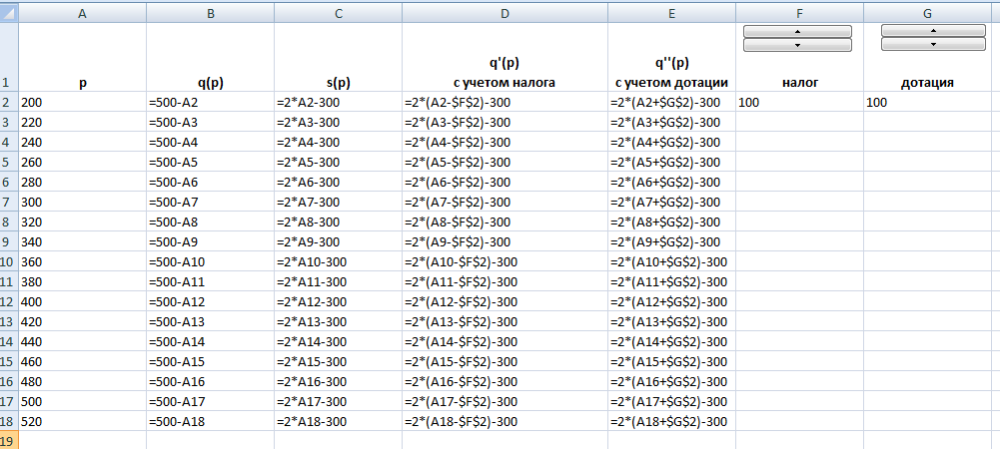 A B C D E F G
1 p q(p) s(p) q'(p) с учетом налога q''(p) с учетом дотации налог дотация
2 200 =500-A2 =2*A2-300 =2*(A2-$F$2)-300 =2*(A2+$G$2)-300 100 100
3 220 =500-A3 =2*A3-300 =2*(A3-$F$2)-300 =2*(A3+$G$2)-300
4 240 =500-A4 =2*A4-300 =2*(A4-$F$2)-300 =2*(A4+$G$2)-300
5 260 =500-A5 =2*A5-300 =2*(A5-$F$2)-300 =2*(A5+$G$2)-300
6 280 =500-A6 =2*A6-300 =2*(A6-$F$2)-300 =2*(A6+$G$2)-300
7 300 =500-A7 =2*A7-300 =2*(A7-$F$2)-300 =2*(A7+$G$2)-300
8 320 =500-A8 =2*A8-300 =2*(A8-$F$2)-300 =2*(A8+$G$2)-300
9 340 =500-A9 =2*A9-300 =2*(A9-$F$2)-300 =2*(A9+$G$2)-300
10 360 =500-A10 =2*A10-300 =2*(A10-$F$2)-300 =2*(A10+$G$2)-300
11 380 =500-A11 =2*A11-300 =2*(A11-$F$2)-300 =2*(A11+$G$2)-300
12 400 =500-A12 =2*A12-300 =2*(A12-$F$2)-300 =2*(A12+$G$2)-300
13 420 =500-A13 =2*A13-300 =2*(A13-$F$2)-300 =2*(A13+$G$2)-300
14 440 =500-A14 =2*A14-300 =2*(A14-$F$2)-300 =2*(A14+$G$2)-300
15 460 =500-A15 =2*A15-300 =2*(A15-$F$2)-300 =2*(A15+$G$2)-300
16 480 =500-A16 =2*A16-300 =2*(A16-$F$2)-300 =2*(A16+$G$2)-300
17 500 =500-A17 =2*A17-300 =2*(A17-$F$2)-300 =2*(A17+$G$2)-300
18 520 =500-A18 =2*A18-300 =2*(A18-$F$2)-300 =2*(A18+$G$2)-300
19